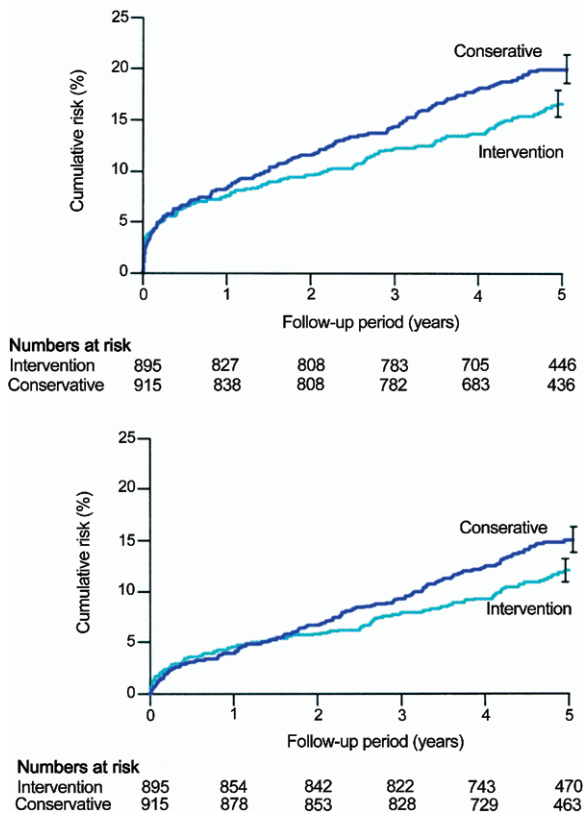 25
20
15
10
5
0
Cumulative risk (%)
Conserative
Intervention
0 1 2 3 4 5
Follow-up period (years)
Numbers at risk
Intervention 895 827 808 783 705 446
Conservative 915 838 808 782 683 436
25
20
15
10
5
0
Cumulative risk (%)
Conserative
Intervention
0 1 2 3 4 5
Follow-up period (years)
Numbers at risk
Intervention 895 854 842 822 743 470
Conservative 915 878 853 828 729 463